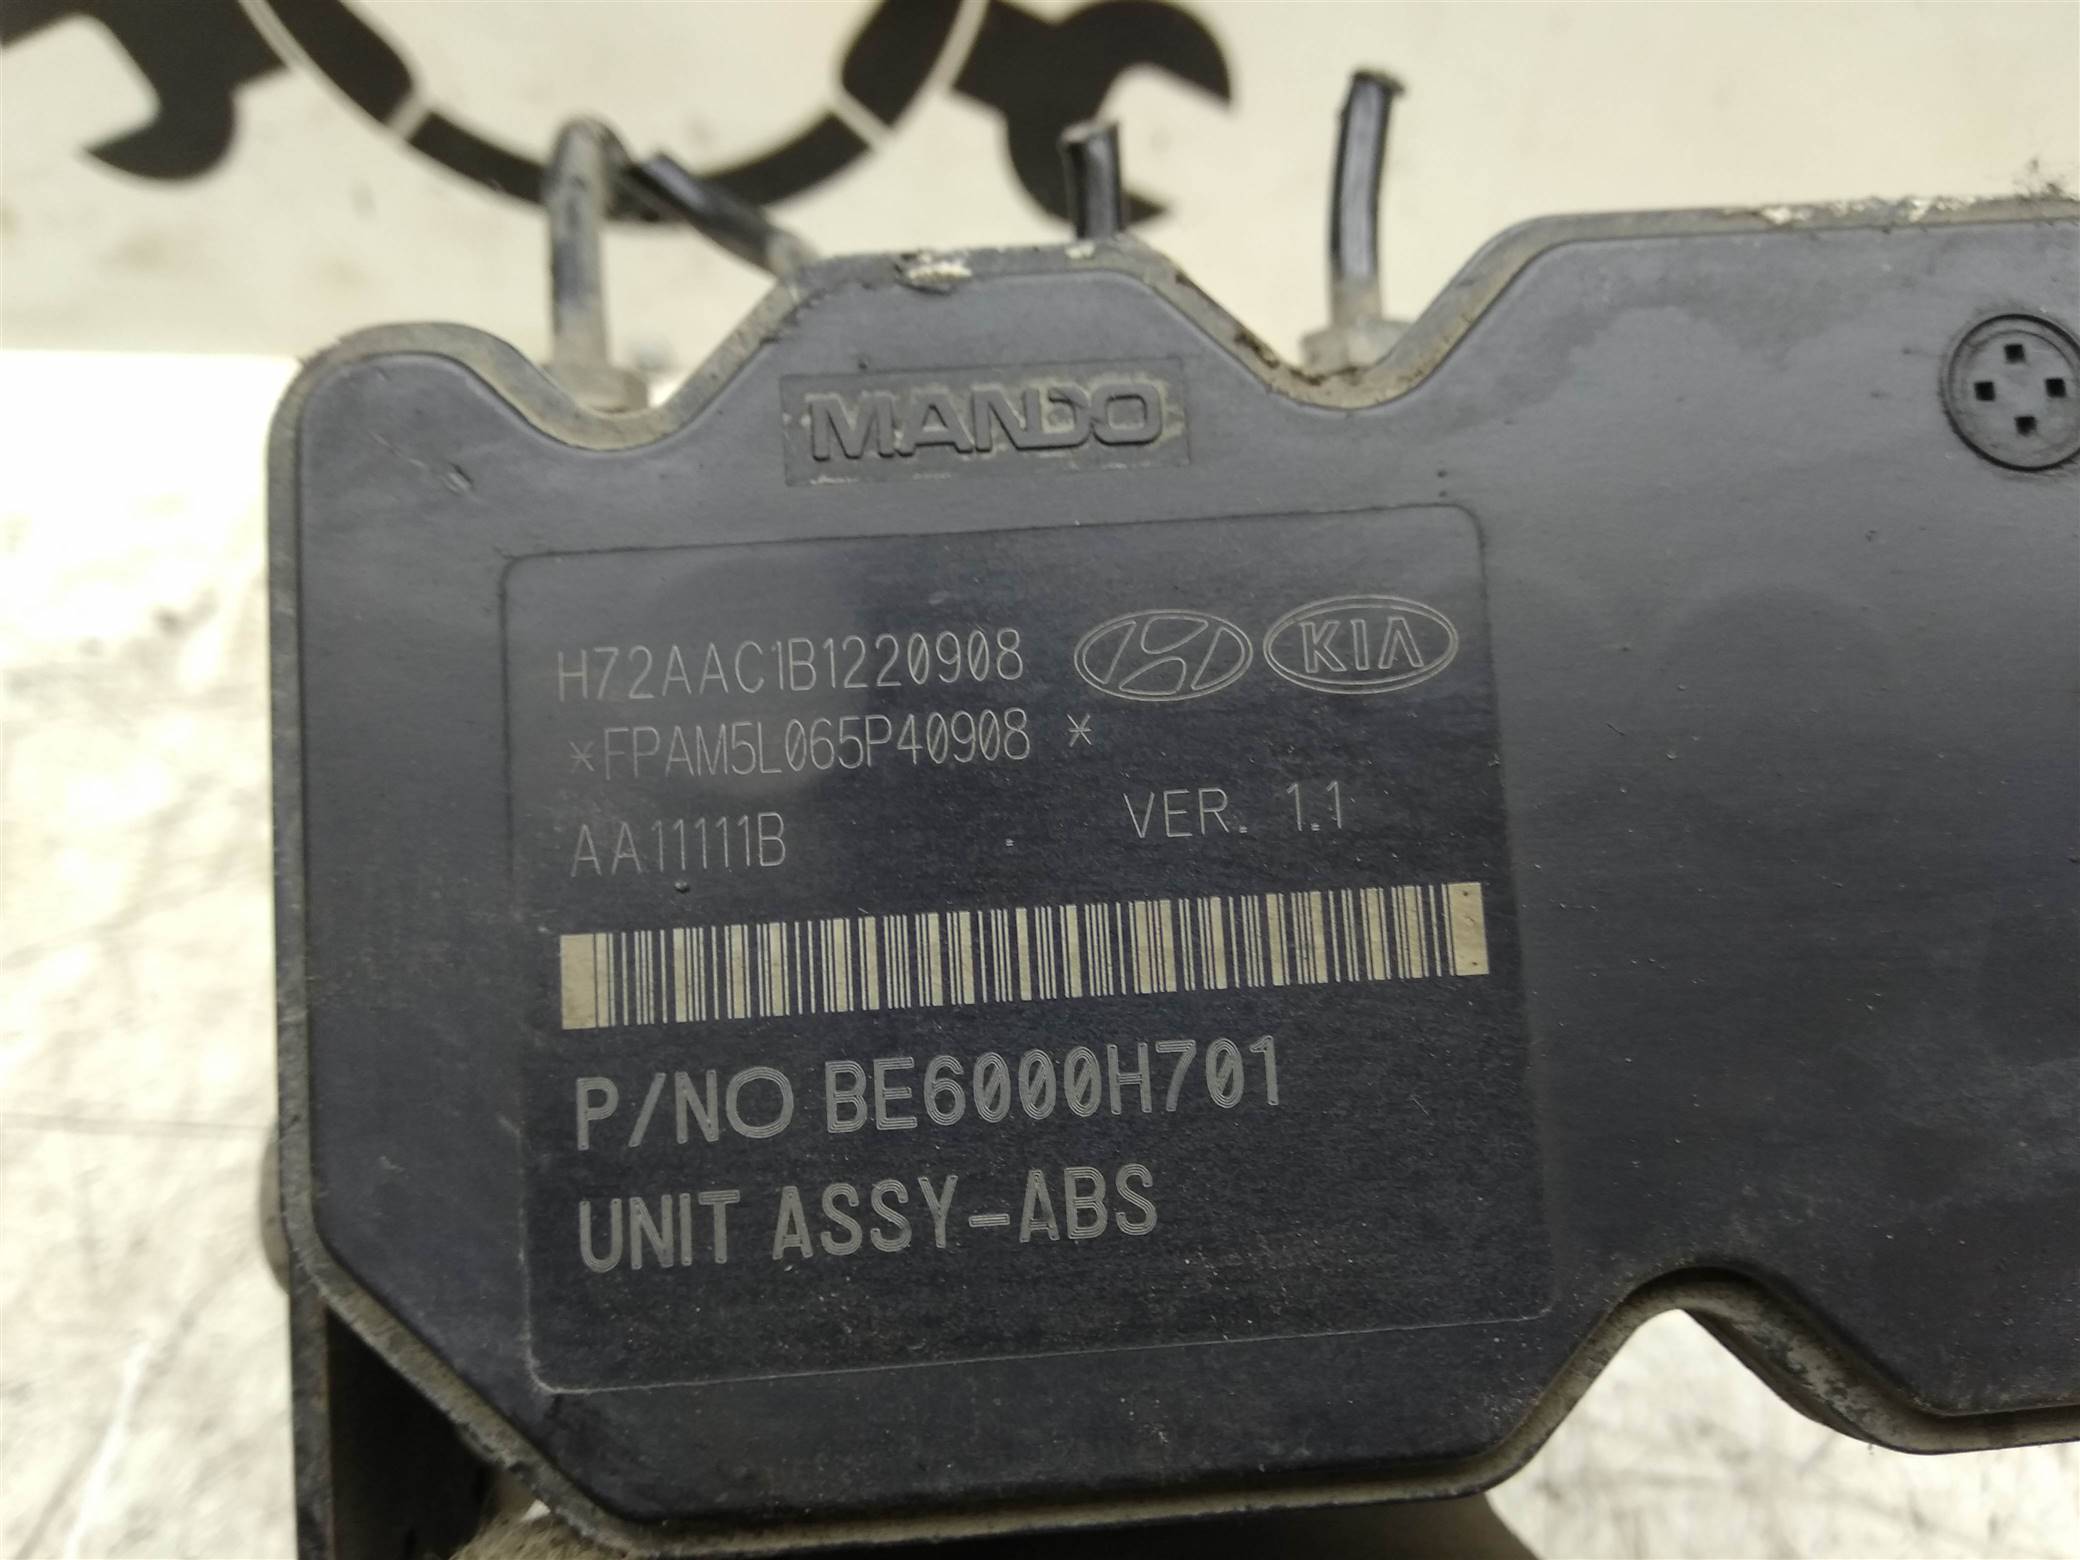 MANDO
H72AAC1B1220908 KIA
*FPAM5L065P40908 *
AA11111B VER. 1.1
P/NO BE6000H701
UNIT ASSY-ABS